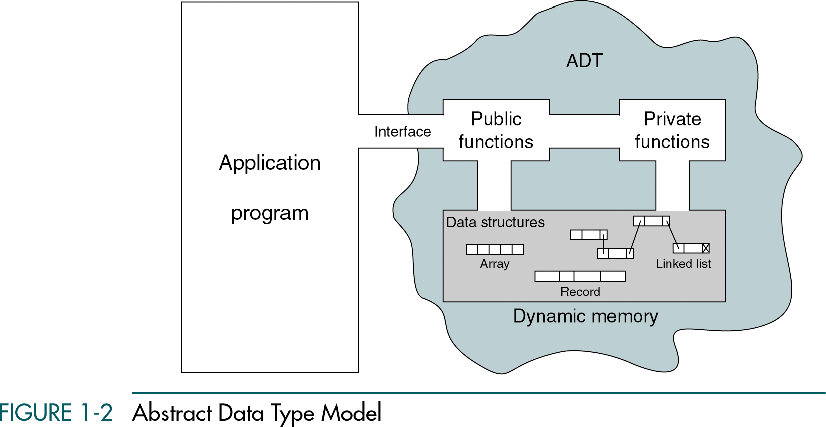 ADT
Public
functions
Private
functions
Interface
Application
program
Data structures
Array
Linked list
Record
Dynamic memory
FIGURE 1-2 Abstract Data Type Model